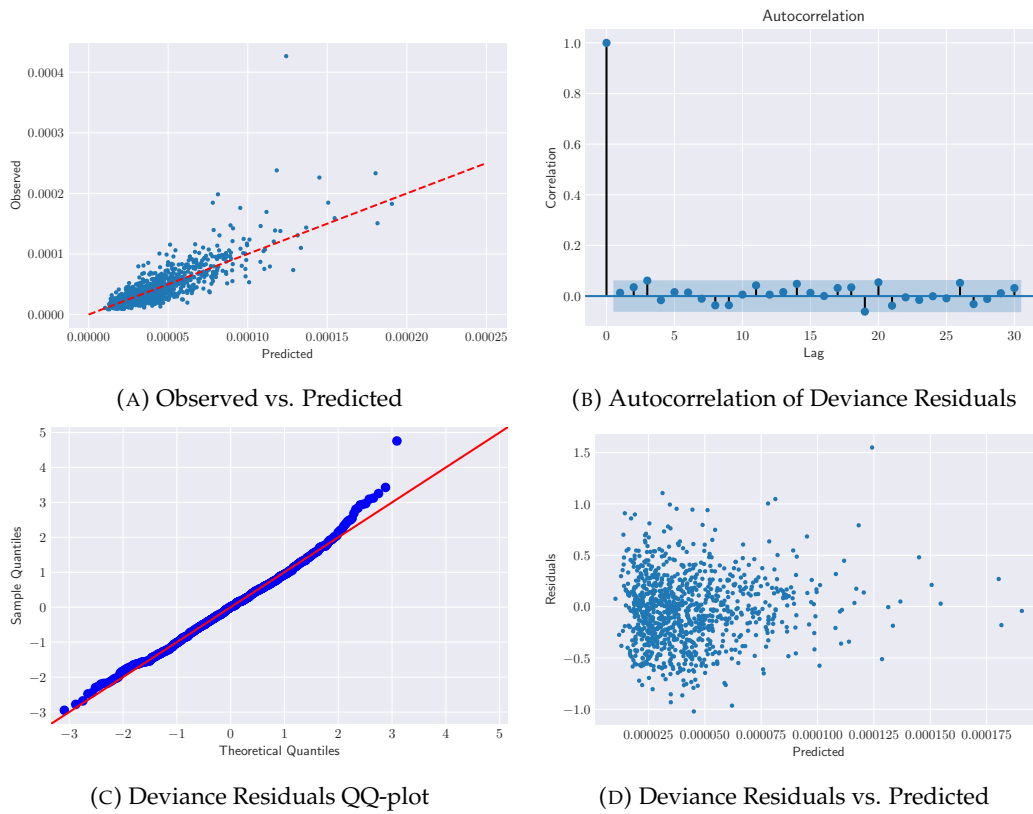 0.0004
0.0003
0.0002
0.0001
0.0000
Observed
0.00000 0.00005 0.00010 0.00015 0.00020 0.00025
Predicted
(A) Observed vs. Predicted
Autocorrelation
1.0
0.8
0.6
0.4
0.2
0.0
Correlation
0 5 10 15 20 25 30
Lag
(B) Autocorrelation of Deviance Residuals
5
4
3
2
1
0
−1
−2
−3
Sample Quantiles
−3 −2 −1 0 1 2 3 4 5
Theoretical Quantiles
(C) Deviance Residuals QQ-plot
1.5
1.0
0.5
0.0
−0.5
−1.0
Residuals
0.000025 0.000050 0.000075 0.000100 0.000125 0.000150 0.000175
Predicted
(D) Deviance Residuals vs. Predicted